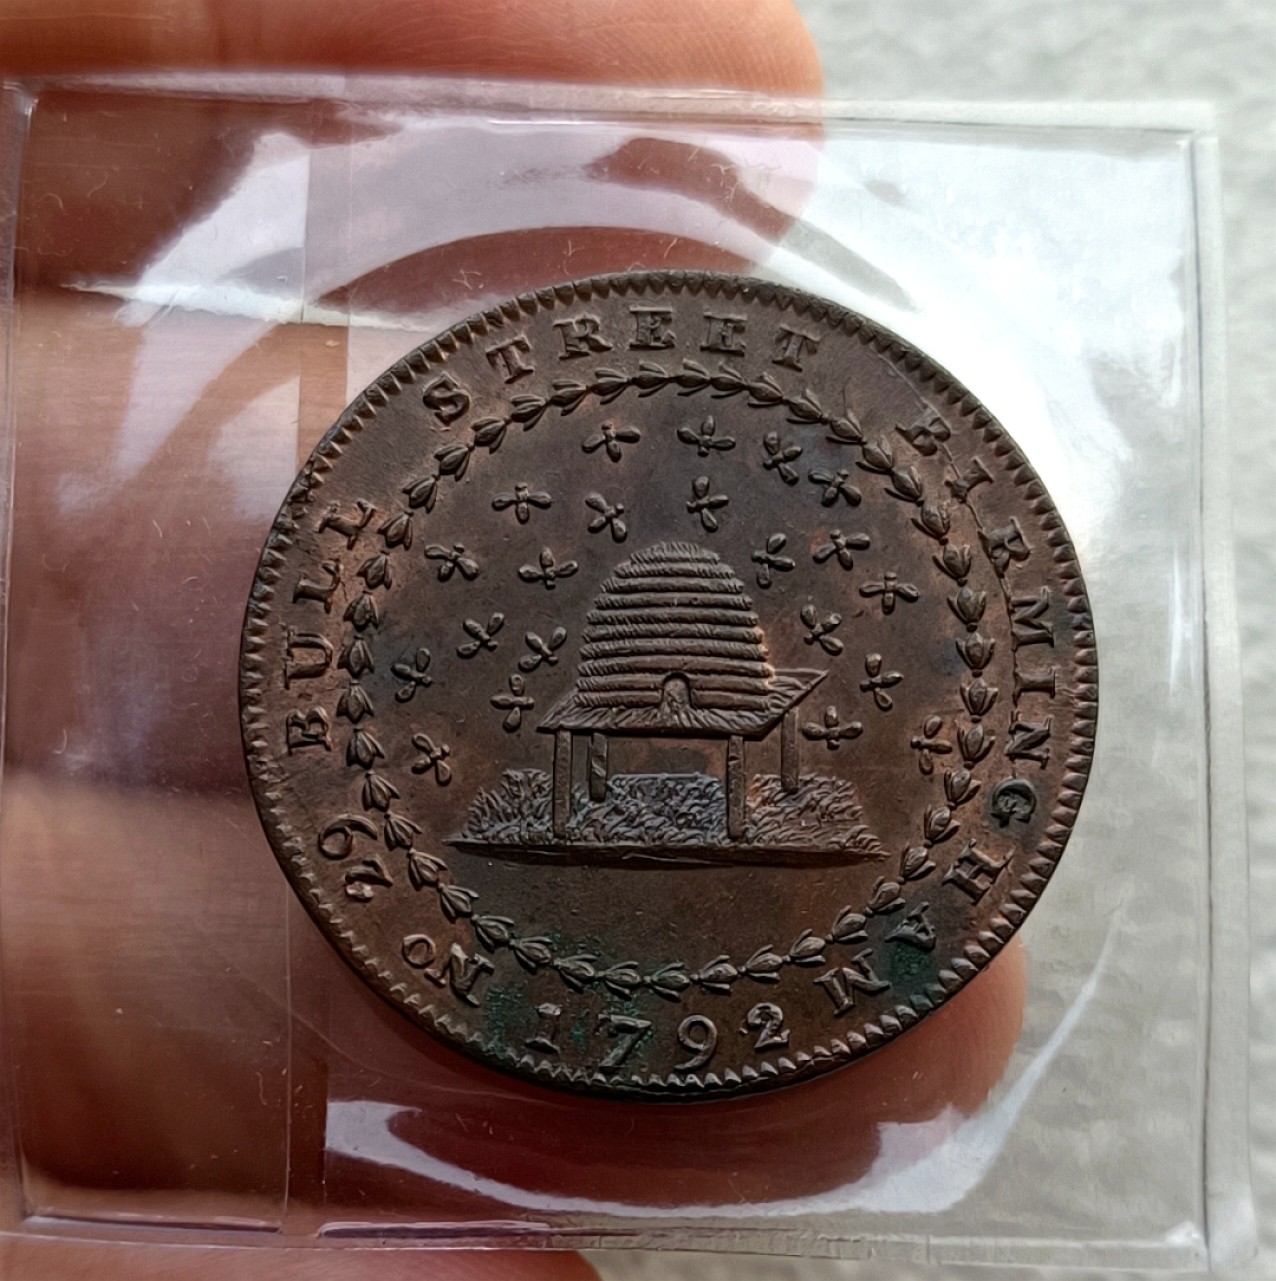 No 29 BULL STREET BIRMINGHAM
1792